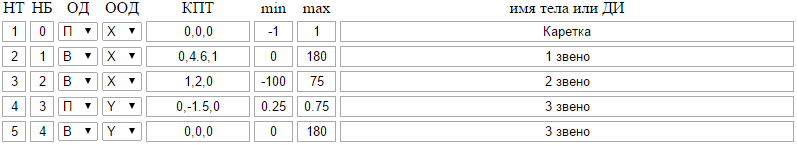 НТ НБ ОД ООД КПТ min max имя тела или ДИ
1 0 П X 0,0,0 -1 1 Каретка
2 1 В X 0,4.6,1 0 180 1 звено
3 2 В X 1,2,0 -100 75 2 звено
4 3 П Y 0,-1.5,0 0.25 0.75 3 звено
5 4 В Y 0,0,0 0 180 3 звено